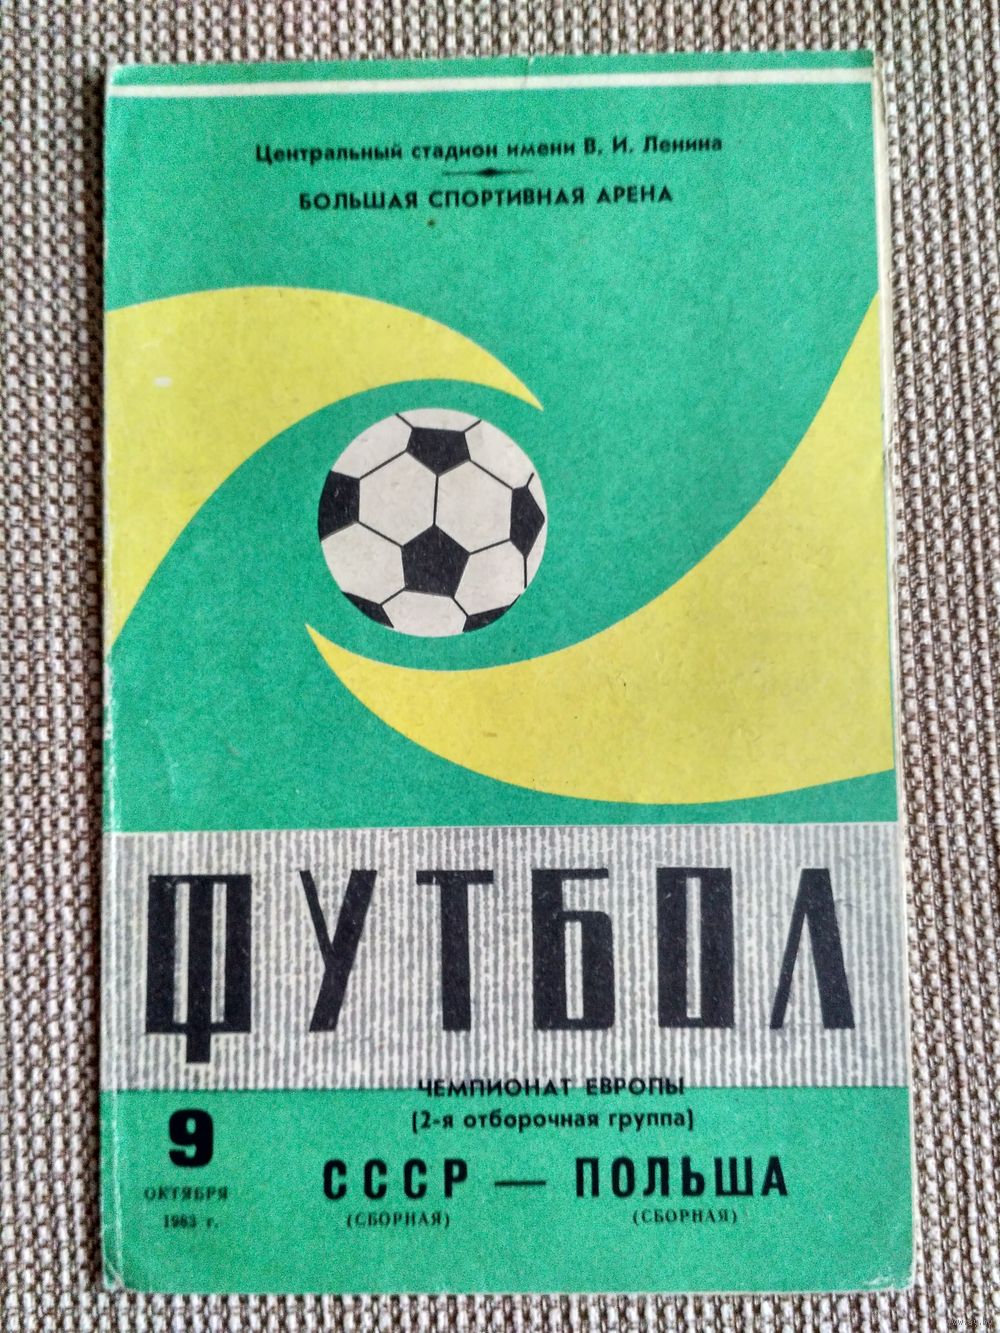 Центральный стадион имени В. И. Ленина
БОЛЬШАЯ СПОРТИВНАЯ АРЕНА
ФУТБОЛ
ЧЕМПИОНАТ ЕВРОПЫ
(2-я отборочная группа)
9
ОКТЯБРЯ
1983 г.
СССР — ПОЛЬША
(СБОРНАЯ) (СБОРНАЯ)